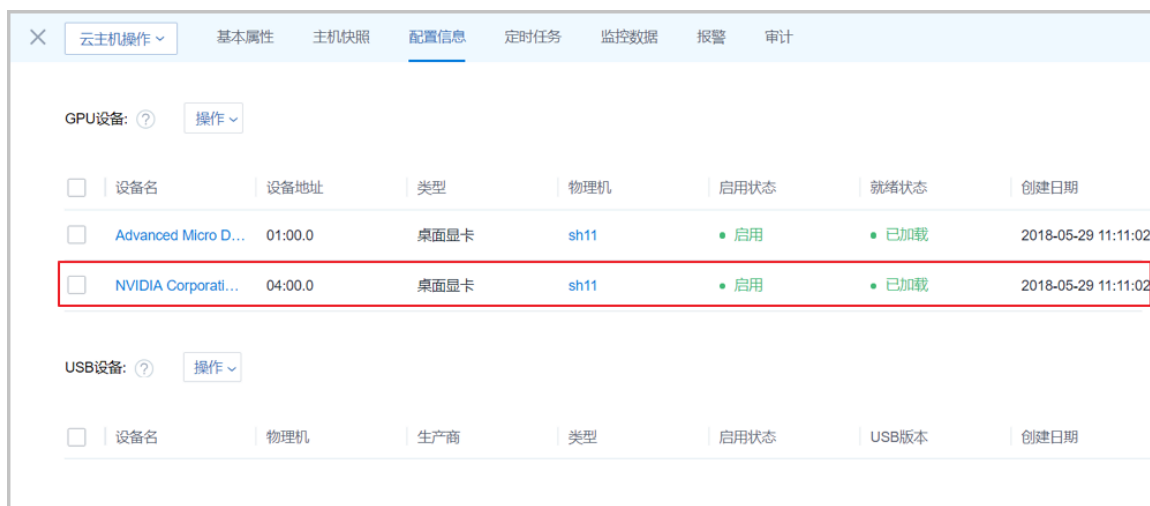 云主机操作 基本属性 主机快照 配置信息 定时任务 监控数据 报警 审计
GPU设备: ? 操作
设备名 设备地址 类型 物理机 启用状态 就绪状态 创建日期
Advanced Micro D... 01:00.0 桌面显卡 sh11 启用 已加载 2018-05-29 11:11:02
NVIDIA Corporati... 04:00.0 桌面显卡 sh11 启用 已加载 2018-05-29 11:11:02
USB设备: ? 操作
设备名 物理机 生产商 类型 启用状态 USB版本 创建日期